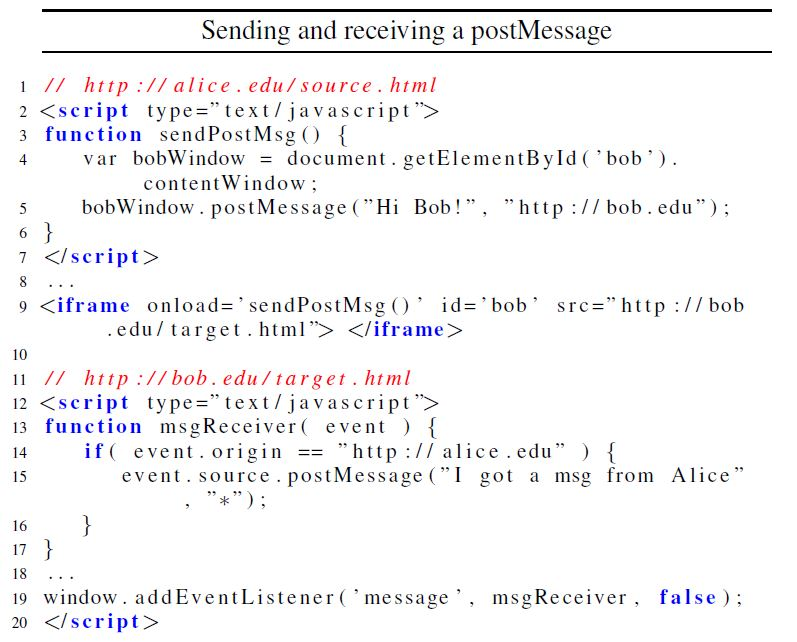 Sending and receiving a postMessage
1 // http://alice.edu/source.html
2 <script type="text/javascript">
3 function sendPostMsg() {
4 var bobWindow = document.getElementById('bob').
contentWindow;
5 bobWindow.postMessage("Hi Bob!", "http://bob.edu");
6 }
7 </script>
8 ...
9 <iframe onload='sendPostMsg()' id='bob' src="http://bob
.edu/target.html"> </iframe>
10
11 // http://bob.edu/target.html
12 <script type="text/javascript">
13 function msgReceiver( event ) {
14 if( event.origin == "http://alice.edu" ) {
15 event.source.postMessage("I got a msg from Alice"
, "*");
16 }
17 }
18 ...
19 window.addEventListener('message', msgReceiver, false);
20 </script>